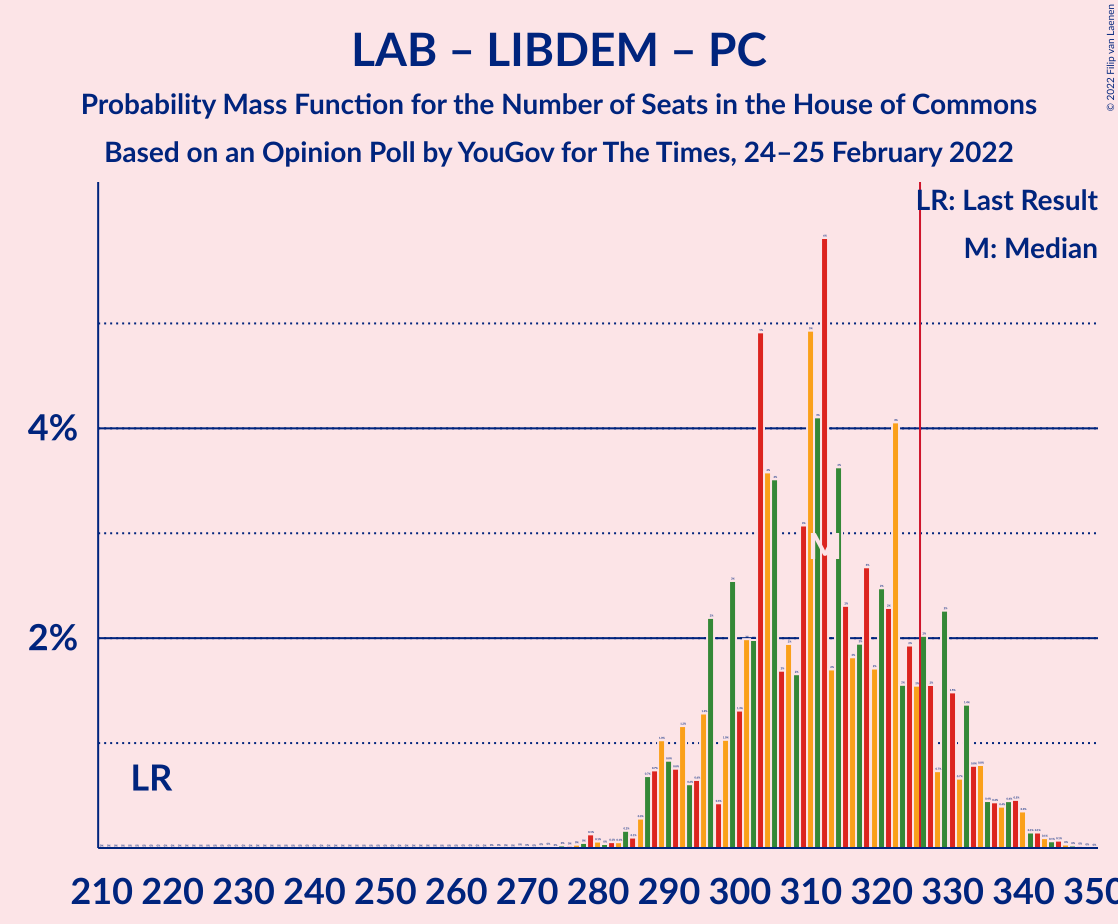 LAB – LIBDEM – PC
Probability Mass Function for the Number of Seats in the House of Commons
Based on an Opinion Poll by YouGov for The Times, 24–25 February 2022
© 2022 Filip van Laenen
LR: Last Result
M: Median
4%
2%
LR
M
210 220 230 240 250 260 270 280 290 300 310 320 330 340 350